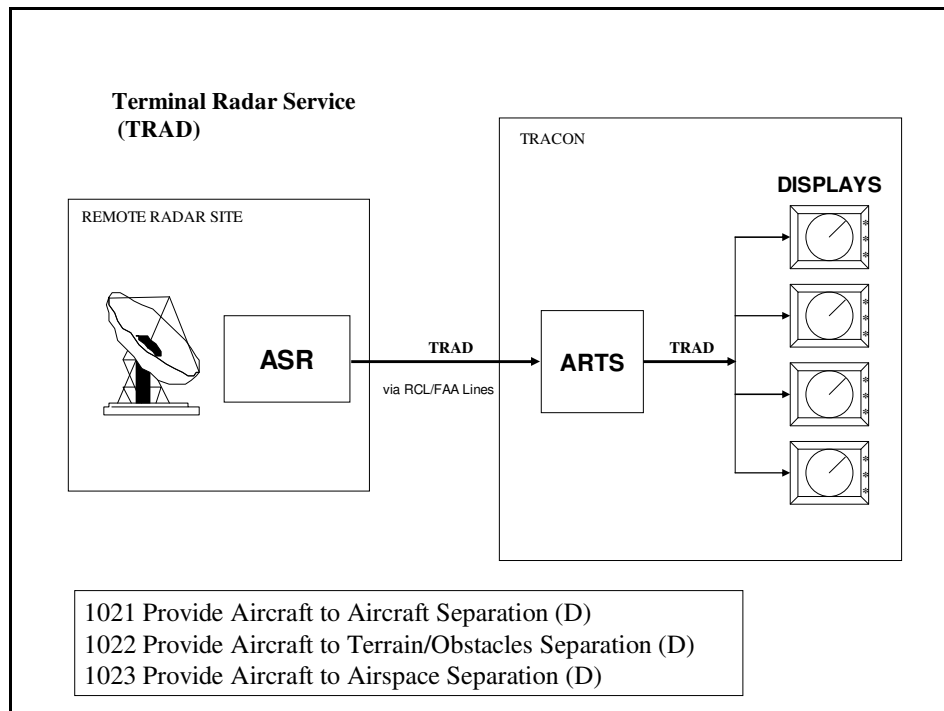 Terminal Radar Service
(TRAD)
TRACON
DISPLAYS
REMOTE RADAR SITE
ASR
TRAD
via RCL/FAA Lines
ARTS
TRAD
1021 Provide Aircraft to Aircraft Separation (D)
1022 Provide Aircraft to Terrain/Obstacles Separation (D)
1023 Provide Aircraft to Airspace Separation (D)